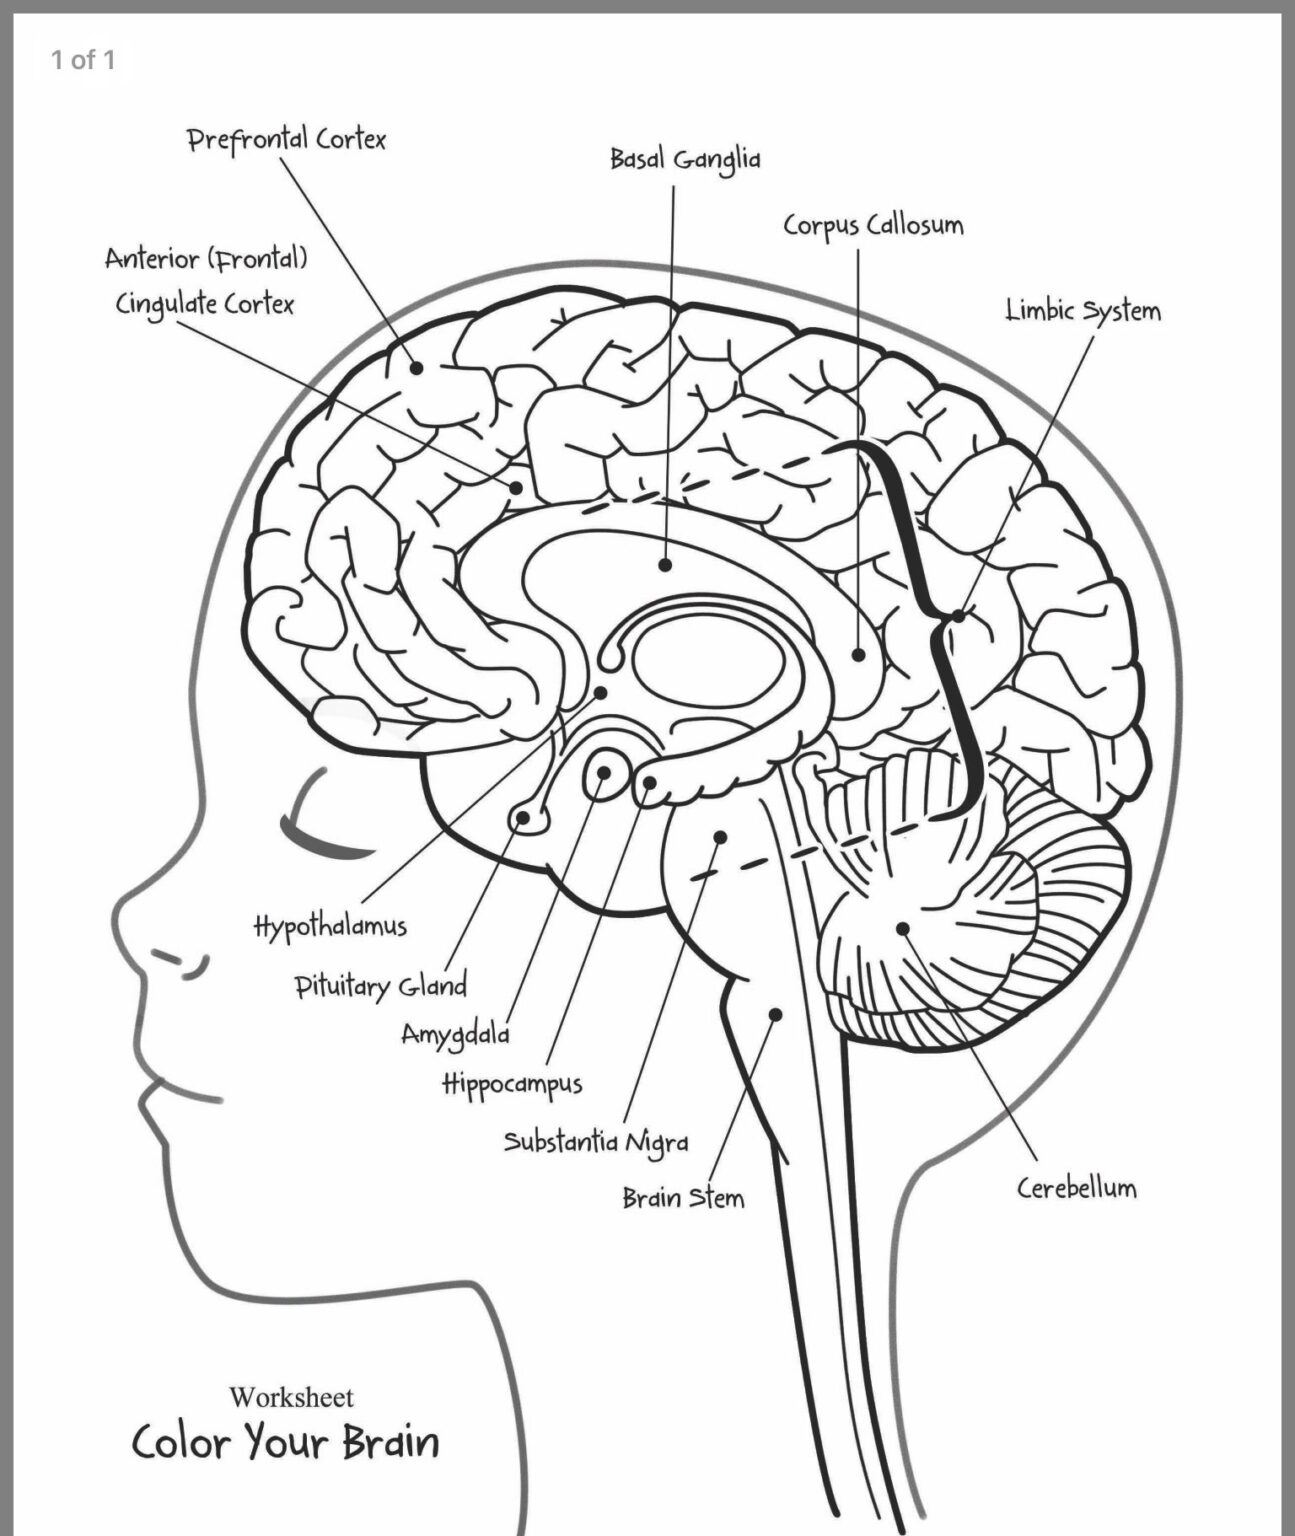 1 of 1
Prefrontal Cortex
Basal Ganglia
Corpus Callosum
Anterior (Frontal)
Cingulate Cortex
Limbic System
Hypothalamus
Pituitary Gland
Amygdala
Hippocampus
Substantia Nigra
Brain Stem
Cerebellum
Worksheet
Color Your Brain